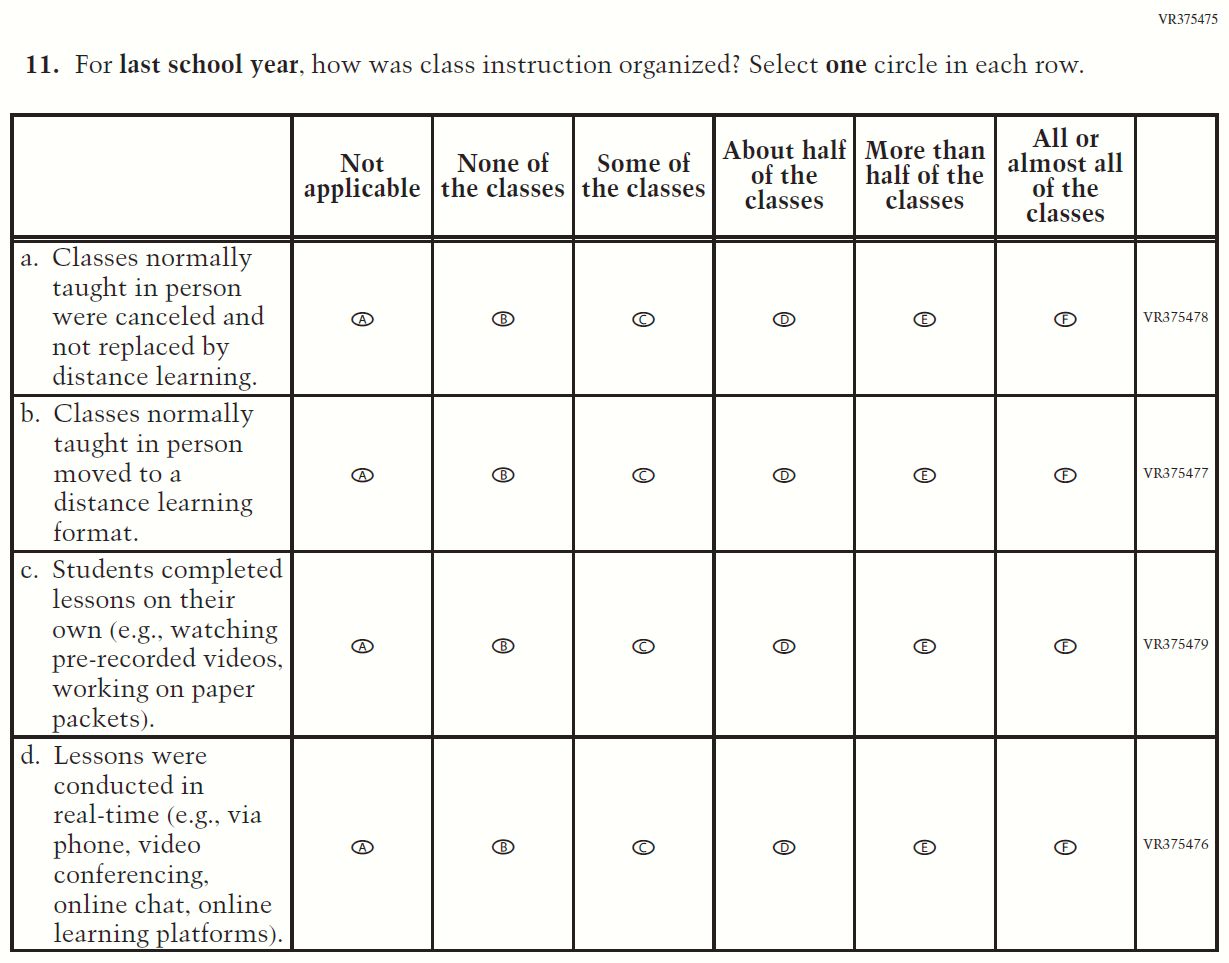 VR375475
11. For last school year, how was class instruction organized? Select one circle in each row.
Not
applicable
None of
the classes
Some of
the classes
About half
of the
classes
More than
half of the
classes
All or
almost all
of the
classes
a. Classes normally
taught in person
were canceled and
not replaced by
distance learning.
A B C D E F VR375478
b. Classes normally
taught in person
moved to a
distance learning
format.
A B C D E F VR375477
c. Students completed
lessons on their
own (e.g., watching
pre-recorded videos,
working on paper
packets).
A B C D E F VR375479
d. Lessons were
conducted in
real-time (e.g., via
phone, video
conferencing,
online chat, online
learning platforms).
A B C D E F VR375476